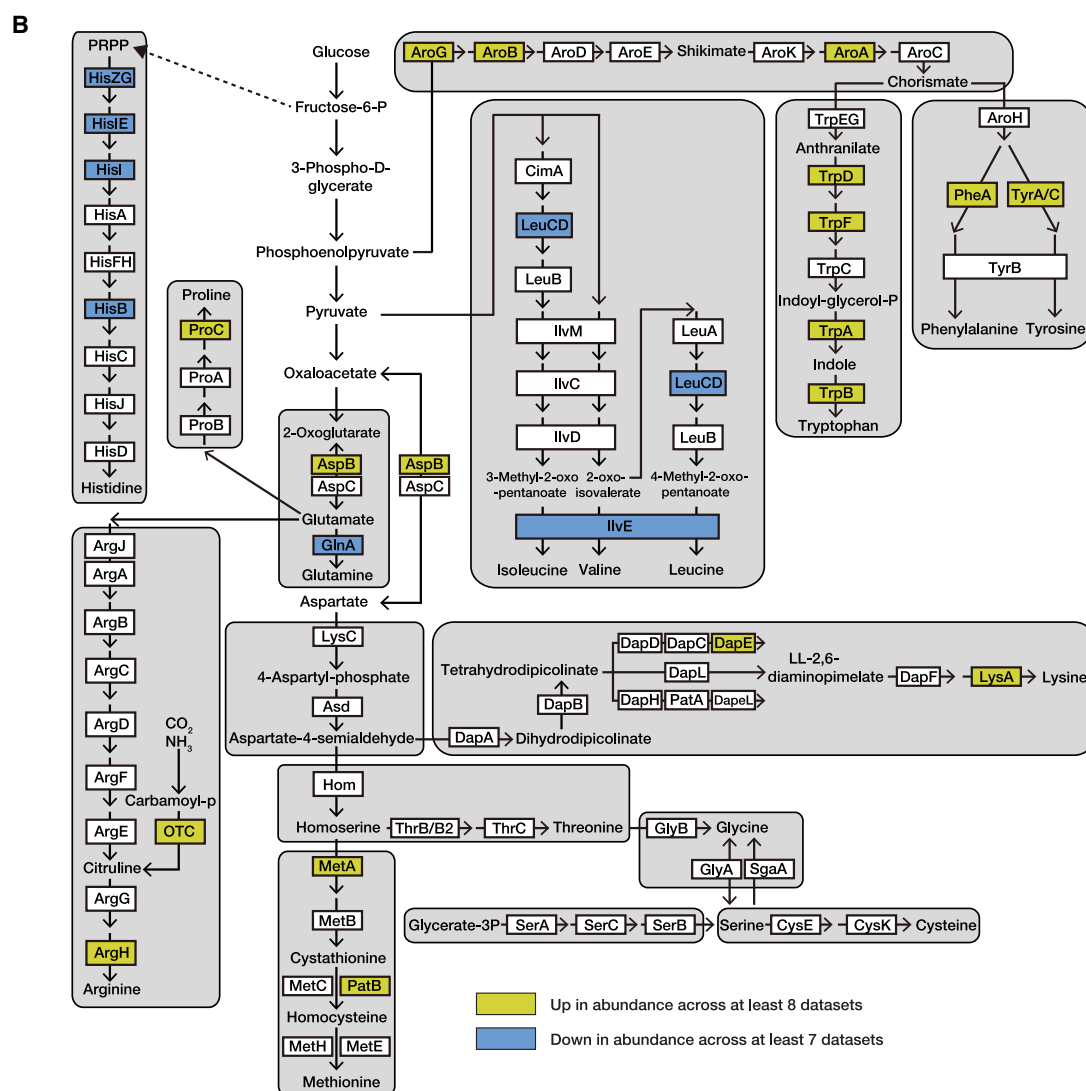 B
PRPP
HisZG
HisIE
HisI
HisA
HisFH
HisB
HisC
HisJ
HisD
Histidine
Glucose
Fructose-6-P
3-Phospho-D-
glycerate
Phosphoenolpyruvate
Pyruvate
Oxaloacetate
Proline
ProC
ProA
ProB
2-Oxoglutarate
AspB
AspC
Glutamate
GlnA
Glutamine
AspB
AspC
Aspartate
AroG
AroB
AroD
AroE
Shikimate
AroK
AroA
AroC
Chorismate
CimA
LeuCD
LeuB
IlvM
IlvC
IlvD
LeuA
LeuCD
LeuB
3-Methyl-2-oxo
-pentanoate
2-oxo-
isovalerate
4-Methyl-2-oxo-
pentanoate
IlvE
Isoleucine
Valine
Leucine
TrpEG
Anthranilate
TrpD
TrpF
TrpC
Indoyl-glycerol-P
TrpA
Indole
TrpB
Tryptophan
AroH
PheA
TyrA/C
TyrB
Phenylalanine
Tyrosine
ArgJ
ArgA
ArgB
ArgC
ArgD
ArgF
ArgE
Citruline
ArgG
ArgH
Arginine
CO2
NH3
Carbamoyl-p
OTC
LysC
4-Aspartyl-phosphate
Asd
Aspartate-4-semialdehyde
DapA
Dihydrodipicolinate
DapB
Tetrahydrodipicolinate
DapD
DapC
DapE
DapL
DapH
PatA
DapeL
LL-2,6-
diaminopimelate
DapF
LysA
Lysine
Hom
Homoserine
ThrB/B2
ThrC
Threonine
GlyB
Glycine
GlyA
SgaA
MetA
MetB
Cystathionine
MetC
PatB
Homocysteine
MetH
MetE
Methionine
Glycerate-3P
SerA
SerC
SerB
Serine
CysE
CysK
Cysteine
Up in abundance across at least 8 datasets
Down in abundance across at least 7 datasets